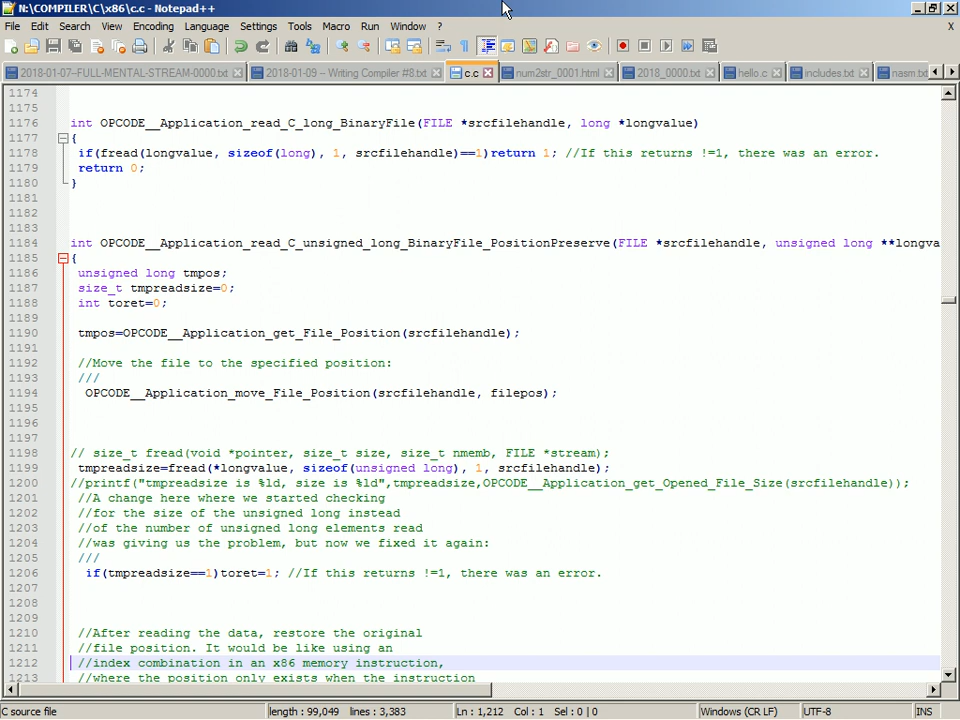 N:\COMPILER\C\x86\c.c - Notepad++
File Edit Search View Encoding Language Settings Tools Macro Run Window ? X
2018-01-07-FULL-MENTAL-STREAM-0000.txt 2018-01-09 – Writing Compiler #8.txt c.c num2str_0001.html 2018_0000.txt hello.c includes.txt nasm.txt
1174
1175
1176 int OPCODE__Application_read_C_long_BinaryFile(FILE *srcfilehandle, long *longvalue)
1177 {
1178 if(fread(longvalue, sizeof(long), 1, srcfilehandle)==1)return 1; //If this returns !=1, there was an error.
1179 return 0;
1180 }
1181
1182
1183
1184 int OPCODE__Application_read_C_unsigned_long_BinaryFile_PositionPreserve(FILE *srcfilehandle, unsigned long **longva
1185 {
1186 unsigned long tmpos;
1187 size_t tmpreadsize=0;
1188 int toret=0;
1189
1190 tmpos=OPCODE__Application_get_File_Position(srcfilehandle);
1191
1192 //Move the file to the specified position:
1193 ///
1194 OPCODE__Application_move_File_Position(srcfilehandle, filepos);
1195
1196
1197
1198 // size_t fread(void *pointer, size_t size, size_t nmemb, FILE *stream);
1199 tmpreadsize=fread(*longvalue, sizeof(unsigned long), 1, srcfilehandle);
1200 //printf("tmpreadsize is %ld, size is %ld",tmpreadsize,OPCODE__Application_get_Opened_File_Size(srcfilehandle));
1201 //A change here where we started checking
1202 //for the size of the unsigned long instead
1203 //of the number of unsigned long elements read
1204 //was giving us the problem, but now we fixed it again:
1205 ///
1206 if(tmpreadsize==1)toret=1; //If this returns !=1, there was an error.
1207
1208
1209
1210 //After reading the data, restore the original
1211 //file position. It would be like using an
1212 //index combination in an x86 memory instruction,
1213 //where the position only exists when the instruction
C source file length : 99,049 lines : 3,383 Ln : 1,212 Col : 1 Sel : 0 | 0 Windows (CR LF) UTF-8 INS